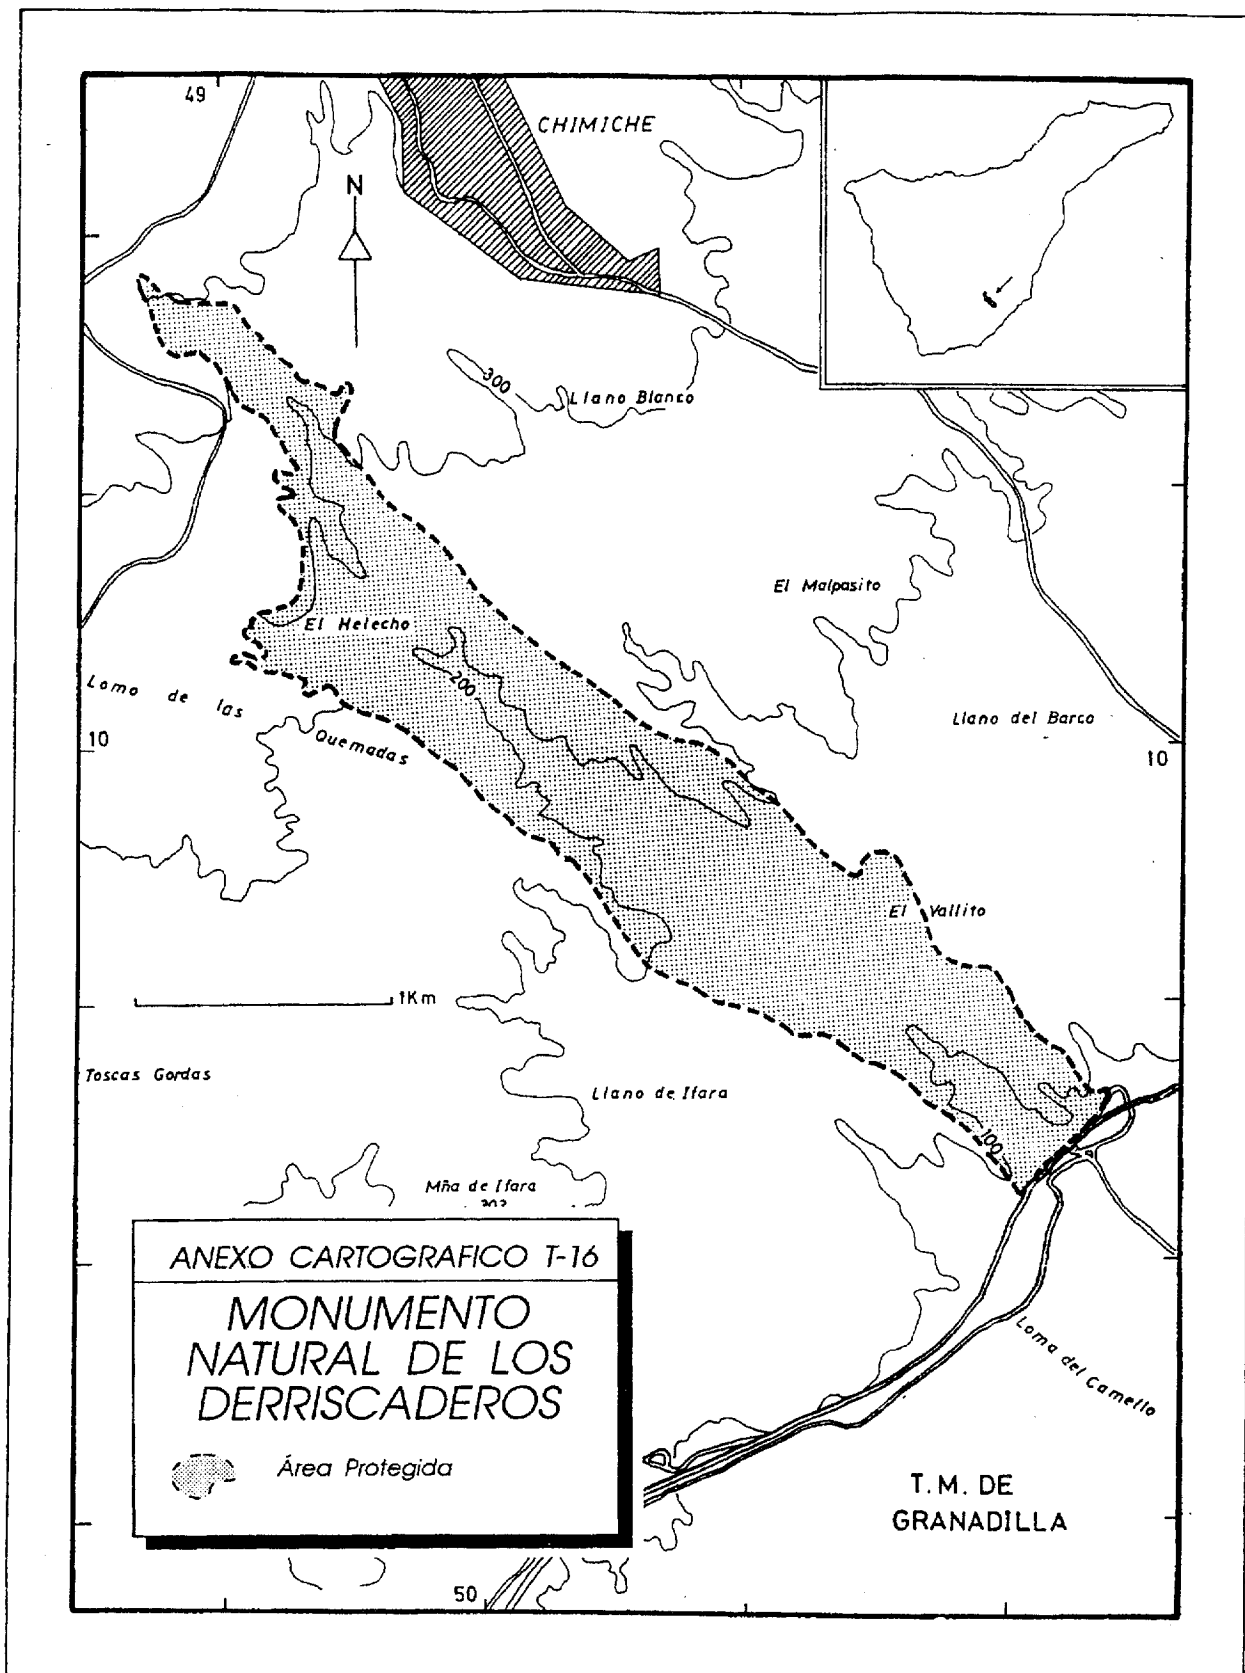 49
CHIMICHE
N
300
Llano Blanco
El Malpasito
El Helecho
200
Lomo de las
Quemadas
Llano del Barco
10
10
El Vallito
1Km
Toscas Gordas
Llano de Ifara
100
Mña de Ifara
ANEXO CARTOGRAFICO T-16
MONUMENTO
NATURAL DE LOS
DERRISCADEROS
Área Protegida
Loma del Camello
T.M. DE
GRANADILLA
50